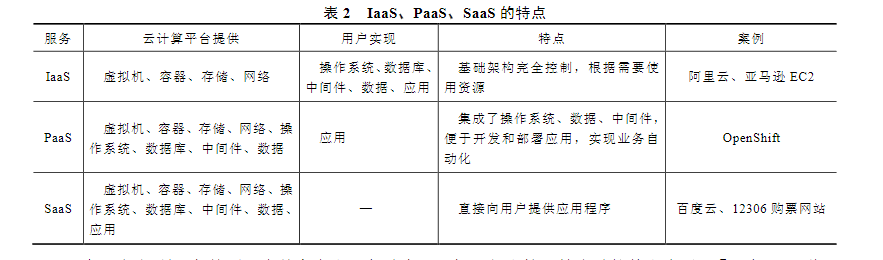 表 2 IaaS、PaaS、SaaS 的特点
服务 云计算平台提供 用户实现 特点 案例
IaaS 虚拟机、容器、存储、网络 操作系统、数据库、中间件、数据、应用 基础架构完全控制，根据需要使用资源 阿里云、亚马逊 EC2
PaaS 虚拟机、容器、存储、网络、操作系统、数据库、中间件、数据 应用 集成了操作系统、数据、中间件，便于开发和部署应用，实现业务自动化 OpenShift
SaaS 虚拟机、容器、存储、网络、操作系统、数据库、中间件、数据、应用 — 直接向用户提供应用程序 百度云、12306 购票网站